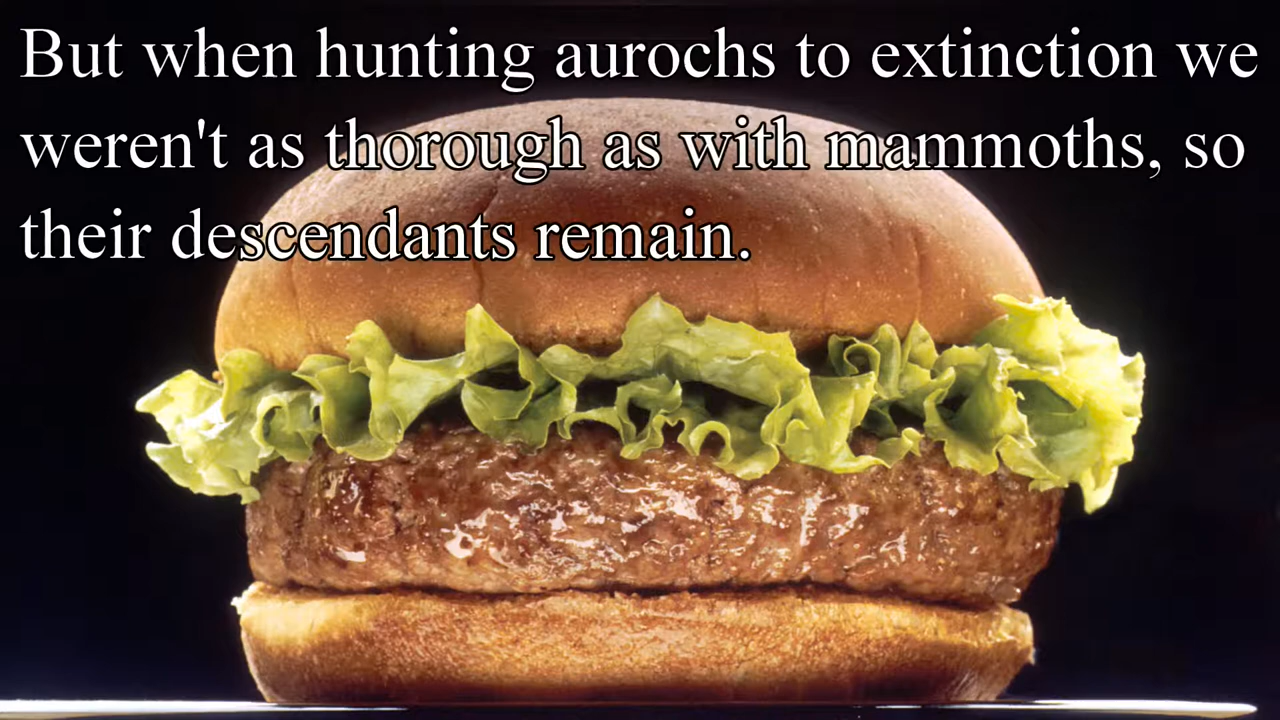 But when hunting aurochs to extinction we
weren't as thorough as with mammoths, so
their descendants remain.